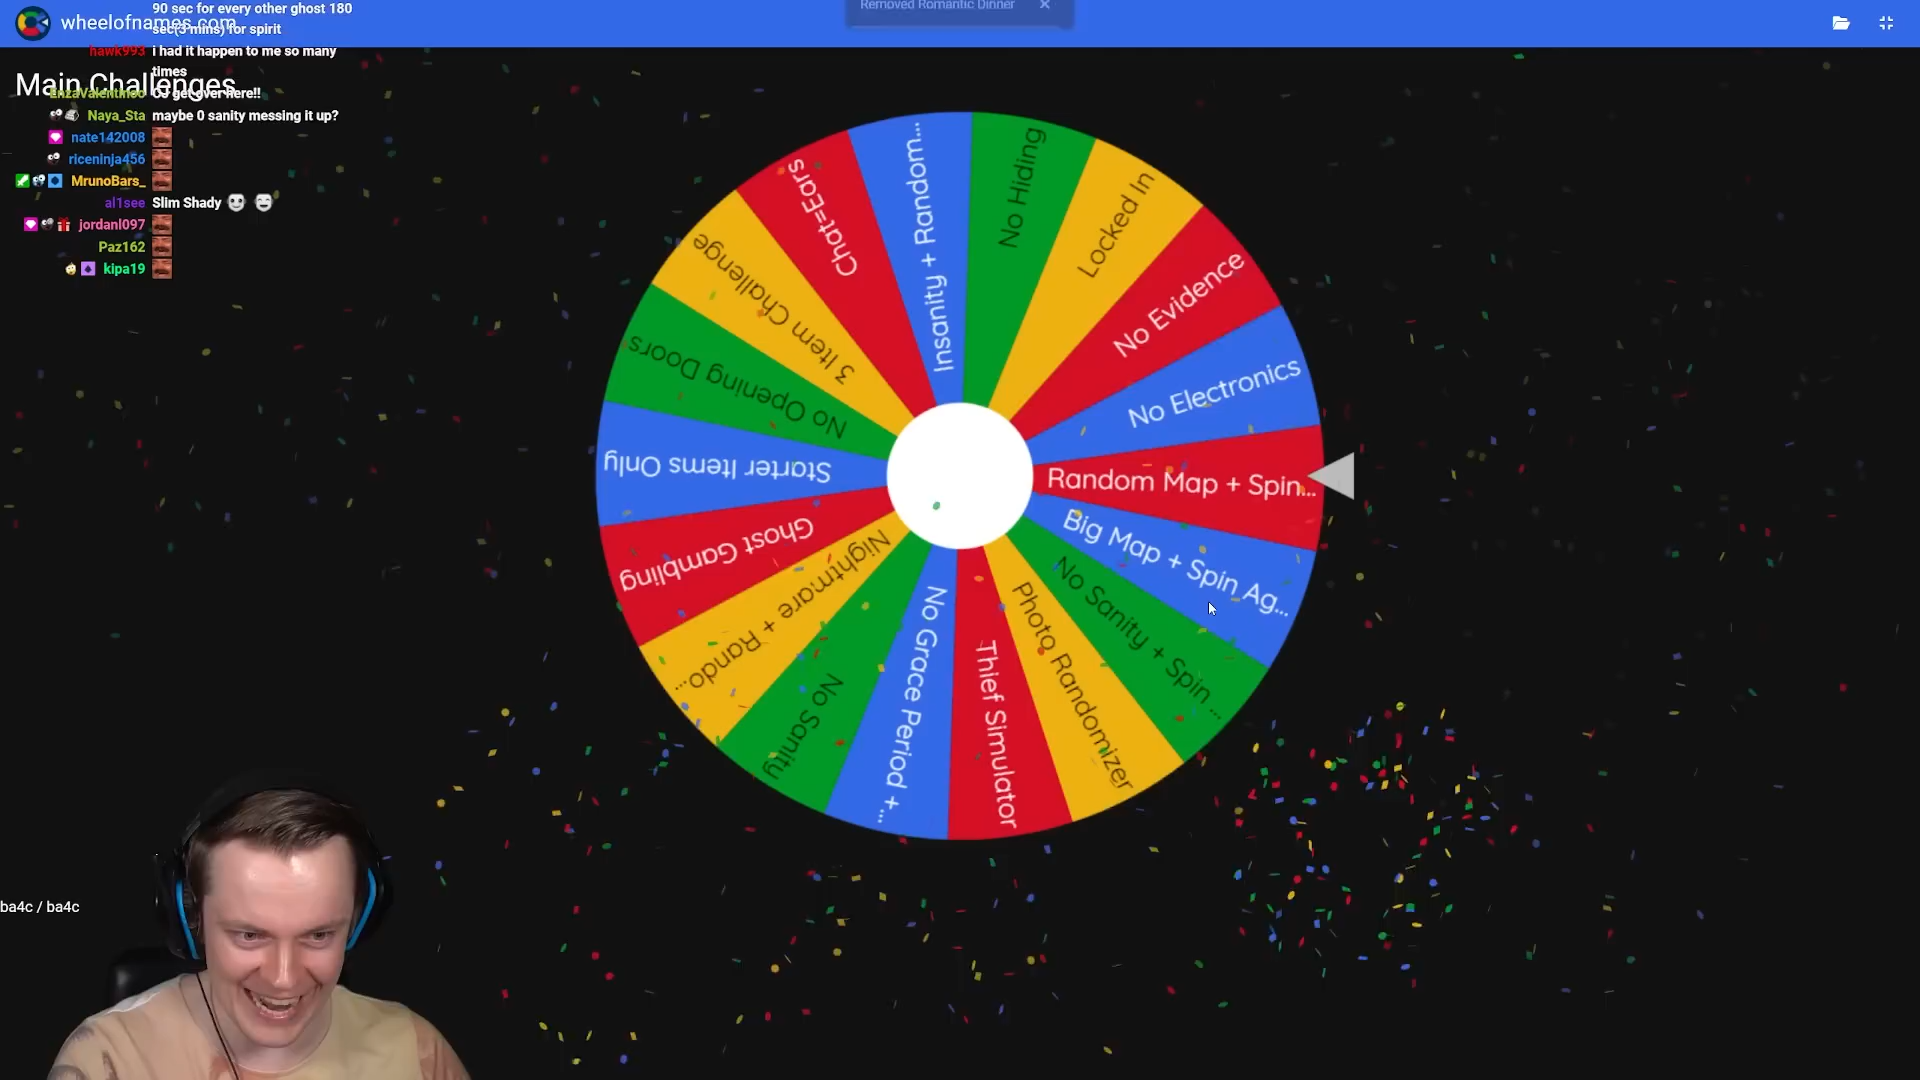 wheelofnames.com
Removed Romantic Dinner
Main Challenges
90 sec for every other ghost 180
sec(3 mins) for spirit
hawk993 i had it happen to me so many
times
CJ get over here!!
Naya_Sta maybe 0 sanity messing it up?
nate142008
riceninja456
MrunoBars_
al1see Slim Shady
jordanl097
Paz162
kipa19
Insanity + Random...
No Hiding
Locked In
No Evidence
No Electronics
Random Map + Spin...
Big Map + Spin Ag...
No Sanity + Spin ...
Photo Randomizer
Thief Simulator
No Grace Period +...
No Sanity
Nightmare + Rando...
Ghost Gambling
Starter Items Only
No Opening Doors
3 Item Challenge
Chat=Ears
ba4c / ba4c